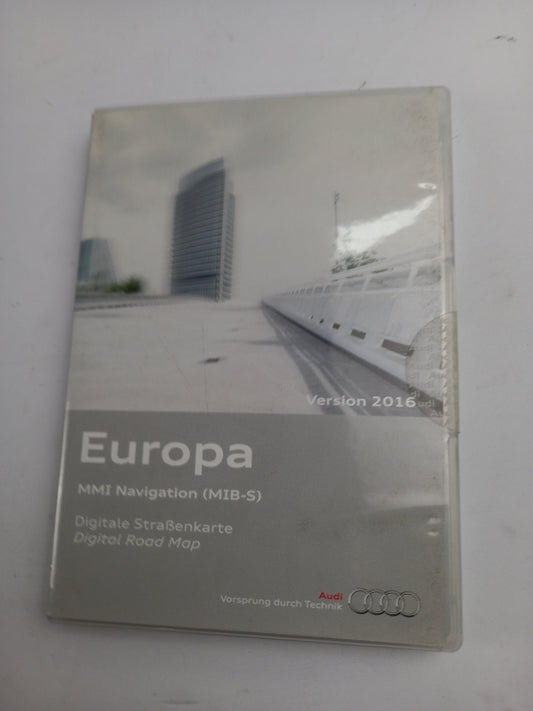 Version 2016
Europa
MMI Navigation (MIB-S)
Digitale Straßenkarte
Digital Road Map
Audi
Vorsprung durch Technik